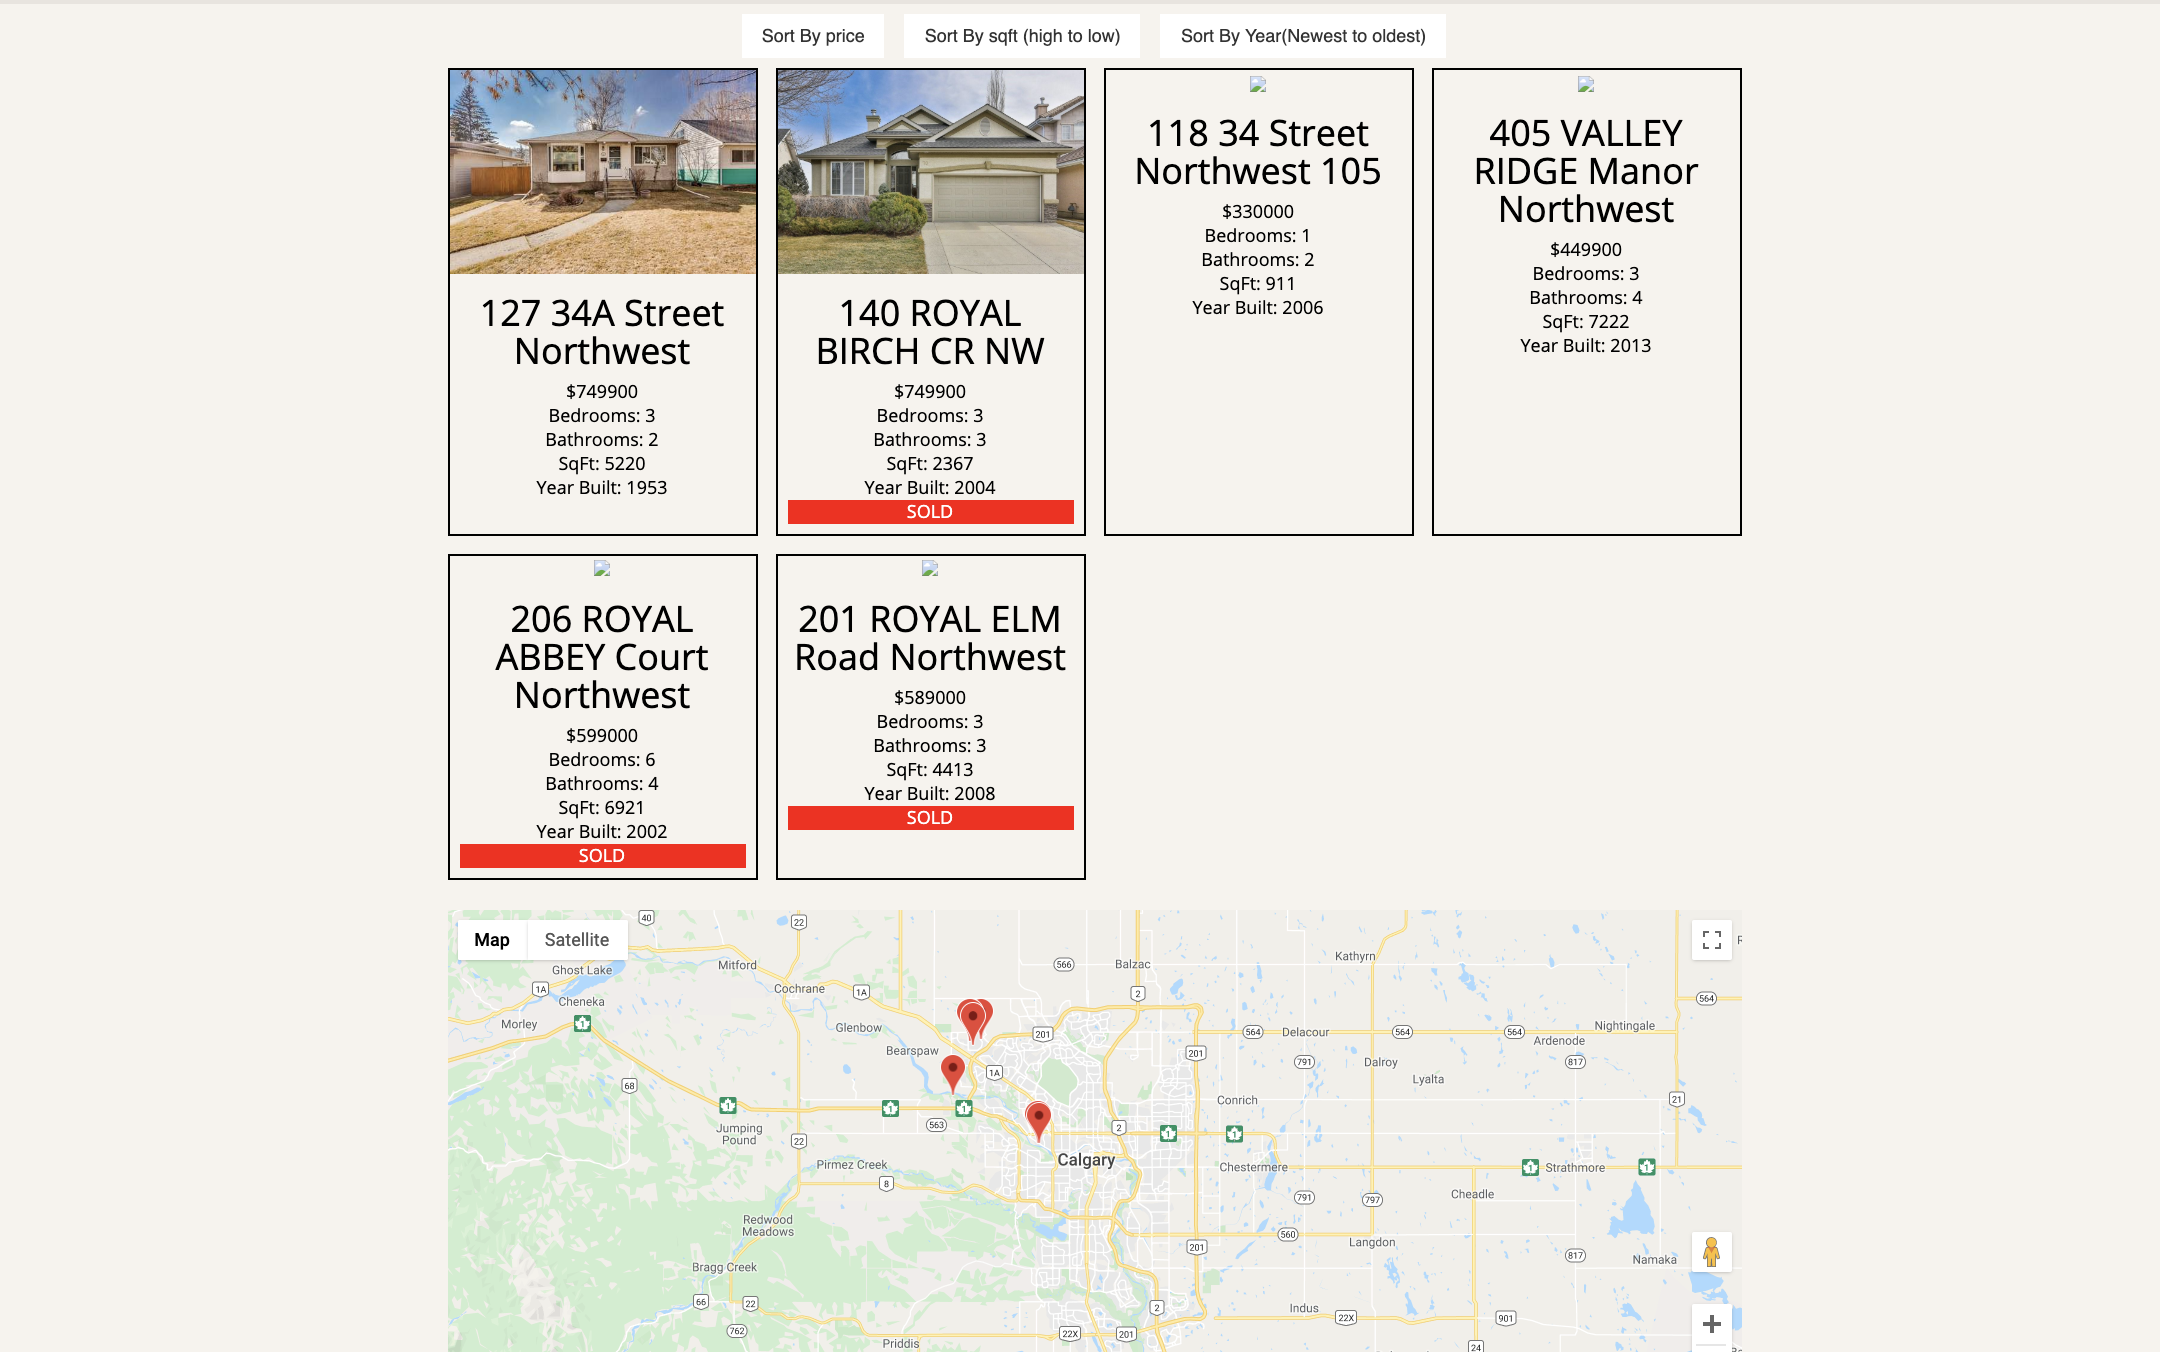 Sort By price
Sort By sqft (high to low)
Sort By Year(Newest to oldest)
127 34A Street
Northwest
$749900
Bedrooms: 3
Bathrooms: 2
SqFt: 5220
Year Built: 1953
140 ROYAL
BIRCH CR NW
$749900
Bedrooms: 3
Bathrooms: 3
SqFt: 2367
Year Built: 2004
SOLD
118 34 Street
Northwest 105
$330000
Bedrooms: 1
Bathrooms: 2
SqFt: 911
Year Built: 2006
405 VALLEY
RIDGE Manor
Northwest
$449900
Bedrooms: 3
Bathrooms: 4
SqFt: 7222
Year Built: 2013
206 ROYAL
ABBEY Court
Northwest
$599000
Bedrooms: 6
Bathrooms: 4
SqFt: 6921
Year Built: 2002
SOLD
201 ROYAL ELM
Road Northwest
$589000
Bedrooms: 3
Bathrooms: 3
SqFt: 4413
Year Built: 2008
SOLD
Map
Satellite
40
22
Ghost Lake
Mitford
566
Balzac
Kathyrn
1A
Cheneka
Cochrane
1A
2
564
Morley
1
Glenbow
201
564
Delacour
564
564
Nightingale
Ardenode
Bearspaw
201
791
Dalroy
817
1A
Lyalta
68
Conrich
21
1
1
1
563
2
1
1
Jumping
Pound
22
Calgary
Pirmez Creek
Chestermere
1
Strathmore
1
8
791
797
Cheadle
Redwood
Meadows
560
Langdon
201
817
Namaka
Bragg Creek
66
22
2
Indus
22X
901
762
22X
201
Priddis
24